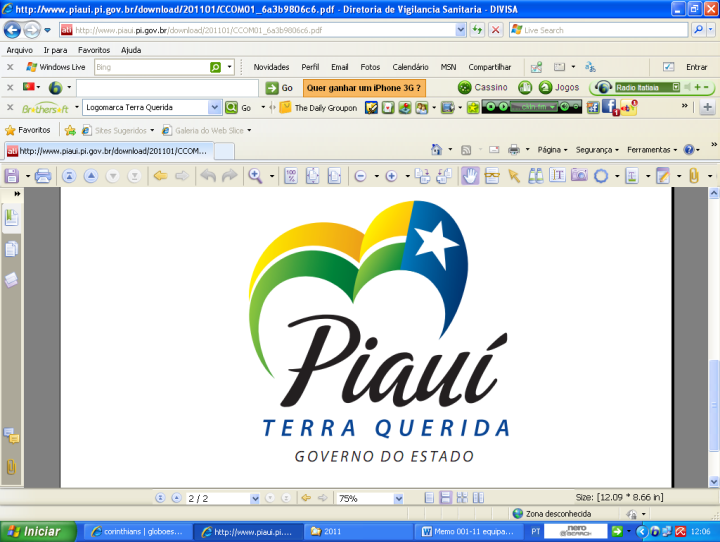 http://www.piaui.pi.gov.br/download/201101/CCOM01_6a3b9806c6.pdf - Diretoria de Vigilancia Sanitaria - DIVISA
http://www.piaui.pi.gov.br/download/201101/CCOM01_6a3b9806c6.pdf
Live Search
Arquivo Ir para Favoritos Ajuda
Windows Live Bing Novidades Perfil Email Fotos Calendário MSN Compartilhar Entrar
Go Quer ganhar um iPhone 3G ? Cassino Jogos Radio Itatiaia
Brothersoft Logomarca Terra Querida Go The Daily Groupon
Favoritos Sites Sugeridos Galeria do Web Slice
http://www.piaui.pi.gov.br/download/201101/CCOM... Página Segurança Ferramentas
100 %
Piauí
TERRA QUERIDA
GOVERNO DO ESTADO
2 / 2 75% Size: [12.09 * 8.66 in]
Zona desconhecida
Iniciar corinthians | globoes... http://www.piaui.pi.... 2011 Memo 001-11 equipa... PT nero SEARCH 12:06